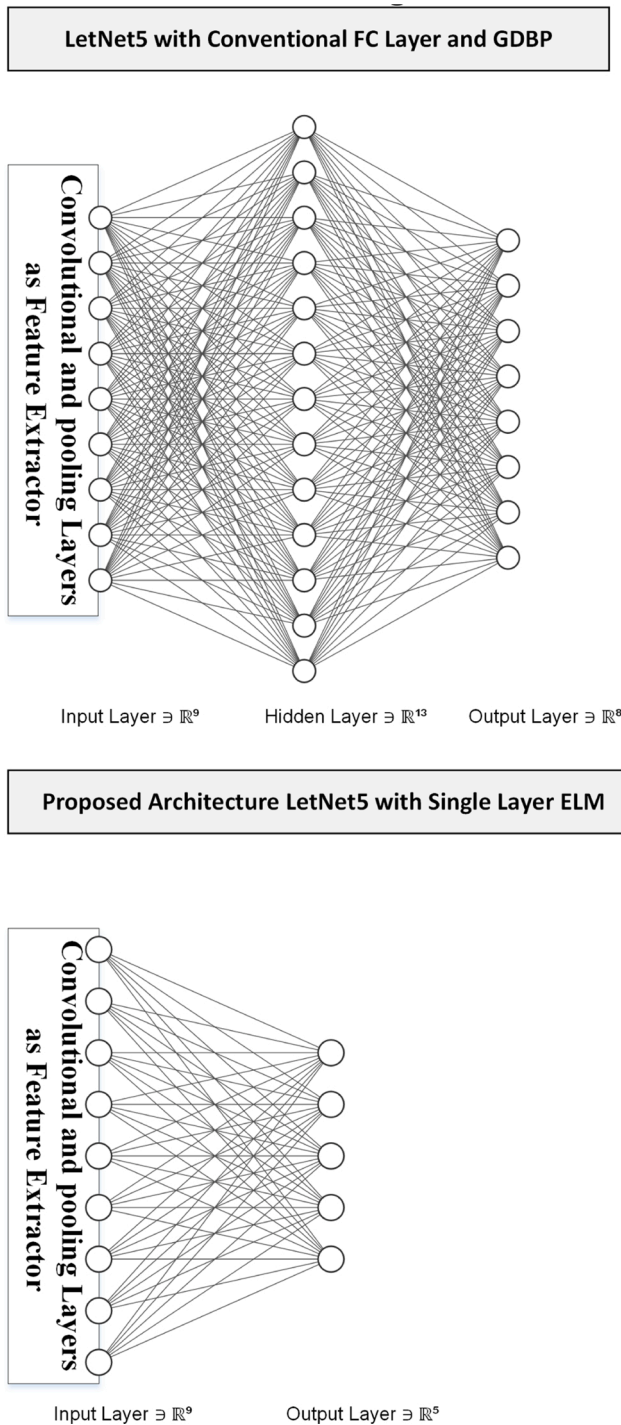 LetNet5 with Conventional FC Layer and GDBP
Convolutional and pooling Layers
as Feature Extractor
Input Layer ∋ ℝ⁹
Hidden Layer ∋ ℝ¹³
Output Layer ∋ ℝ⁸
Proposed Architecture LetNet5 with Single Layer ELM
Convolutional and pooling Layers
as Feature Extractor
Input Layer ∋ ℝ⁹
Output Layer ∋ ℝ⁵